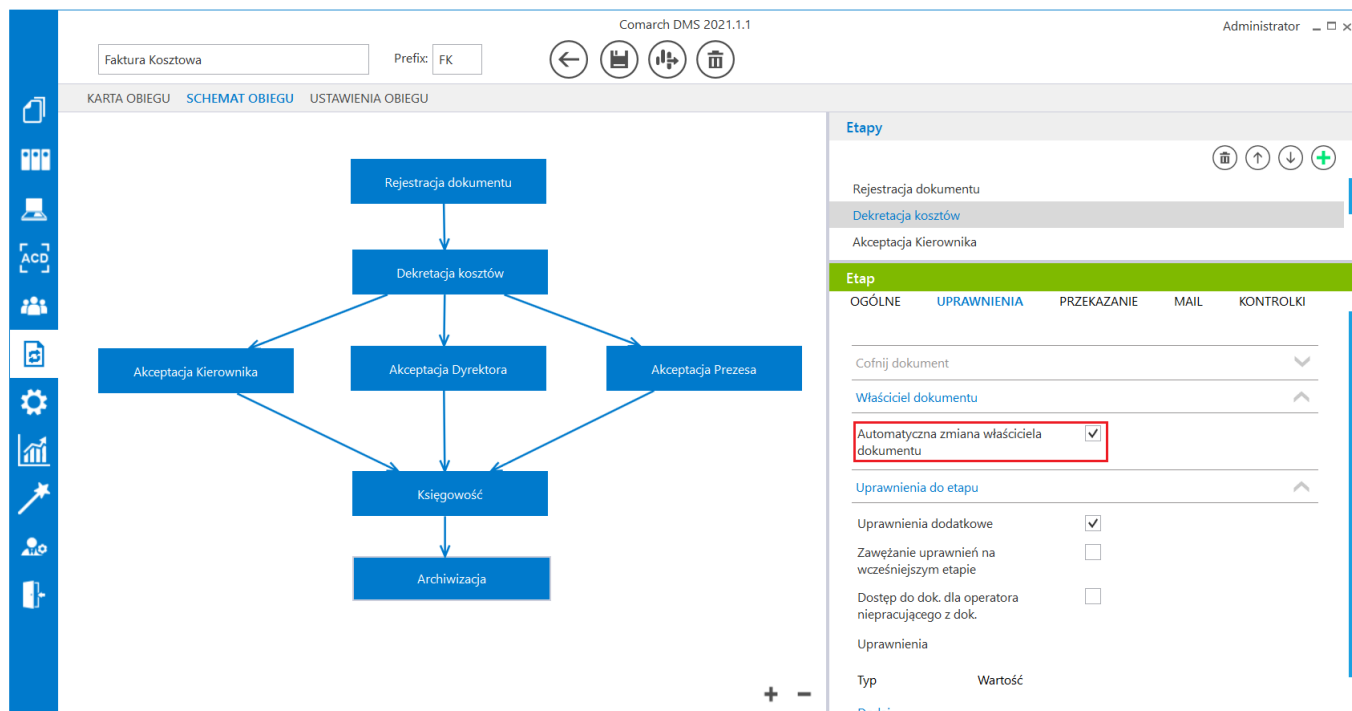 Comarch DMS 2021.1.1
Administrator
Faktura Kosztowa
Prefix:
FK
KARTA OBIEGU
SCHEMAT OBIEGU
USTAWIENIA OBIEGU
ACD
Rejestracja dokumentu
Dekretacja kosztów
Akceptacja Kierownika
Akceptacja Dyrektora
Akceptacja Prezesa
Księgowość
Archiwizacja
Etapy
Rejestracja dokumentu
Dekretacja kosztów
Akceptacja Kierownika
Etap
OGÓLNE
UPRAWNIENIA
PRZEKAZANIE
MAIL
KONTROLKI
Cofnij dokument
Właściciel dokumentu
Automatyczna zmiana właściciela
dokumentu
Uprawnienia do etapu
Uprawnienia dodatkowe
Zawężanie uprawnień na
wcześniejszym etapie
Dostęp do dok. dla operatora
niepracującego z dok.
Uprawnienia
Typ
Wartość